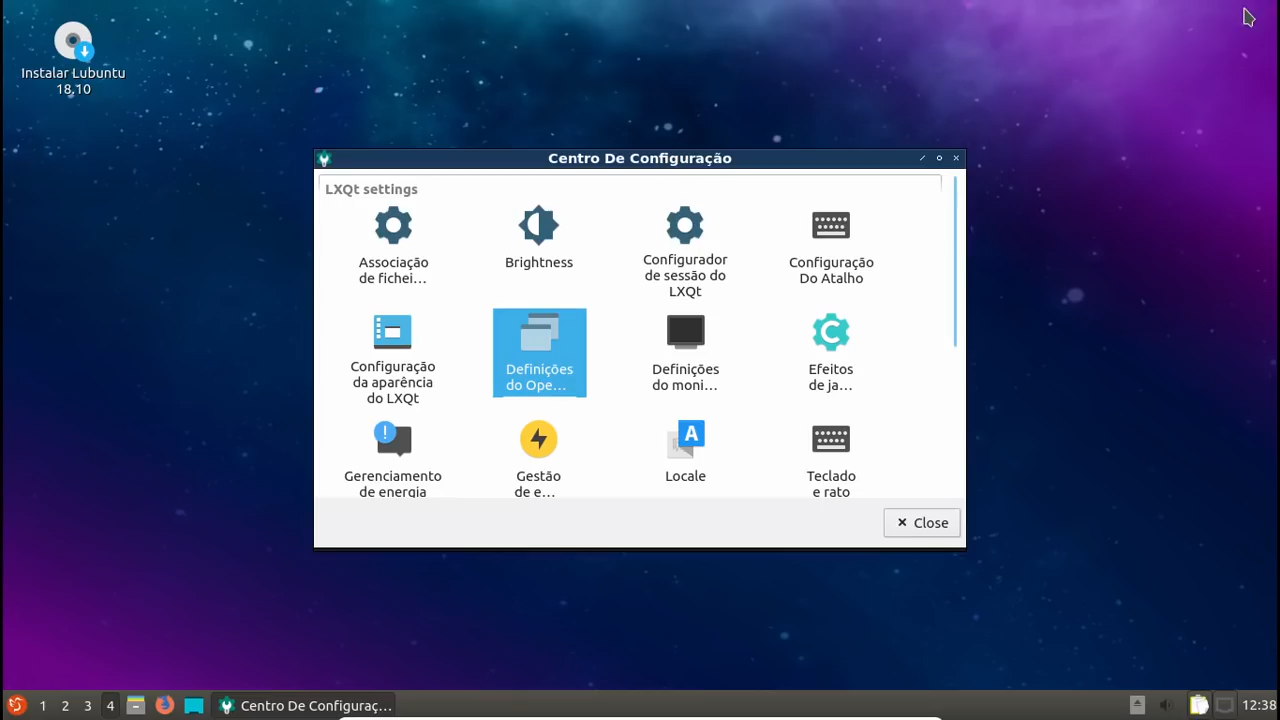 Instalar Lubuntu
18.10
Centro De Configuração
LXQt settings
Associação
de fichei...
Brightness
Configurador
de sessão do
LXQt
Configuração
Do Atalho
Configuração
da aparência
do LXQt
Definições
do Ope...
Definições
do moni...
Efeitos
de ja...
Gerenciamento
de energia
Gestão
de e...
Locale
Teclado
e rato
Close
1 2 3 4 Centro De Configuraç... 12:38